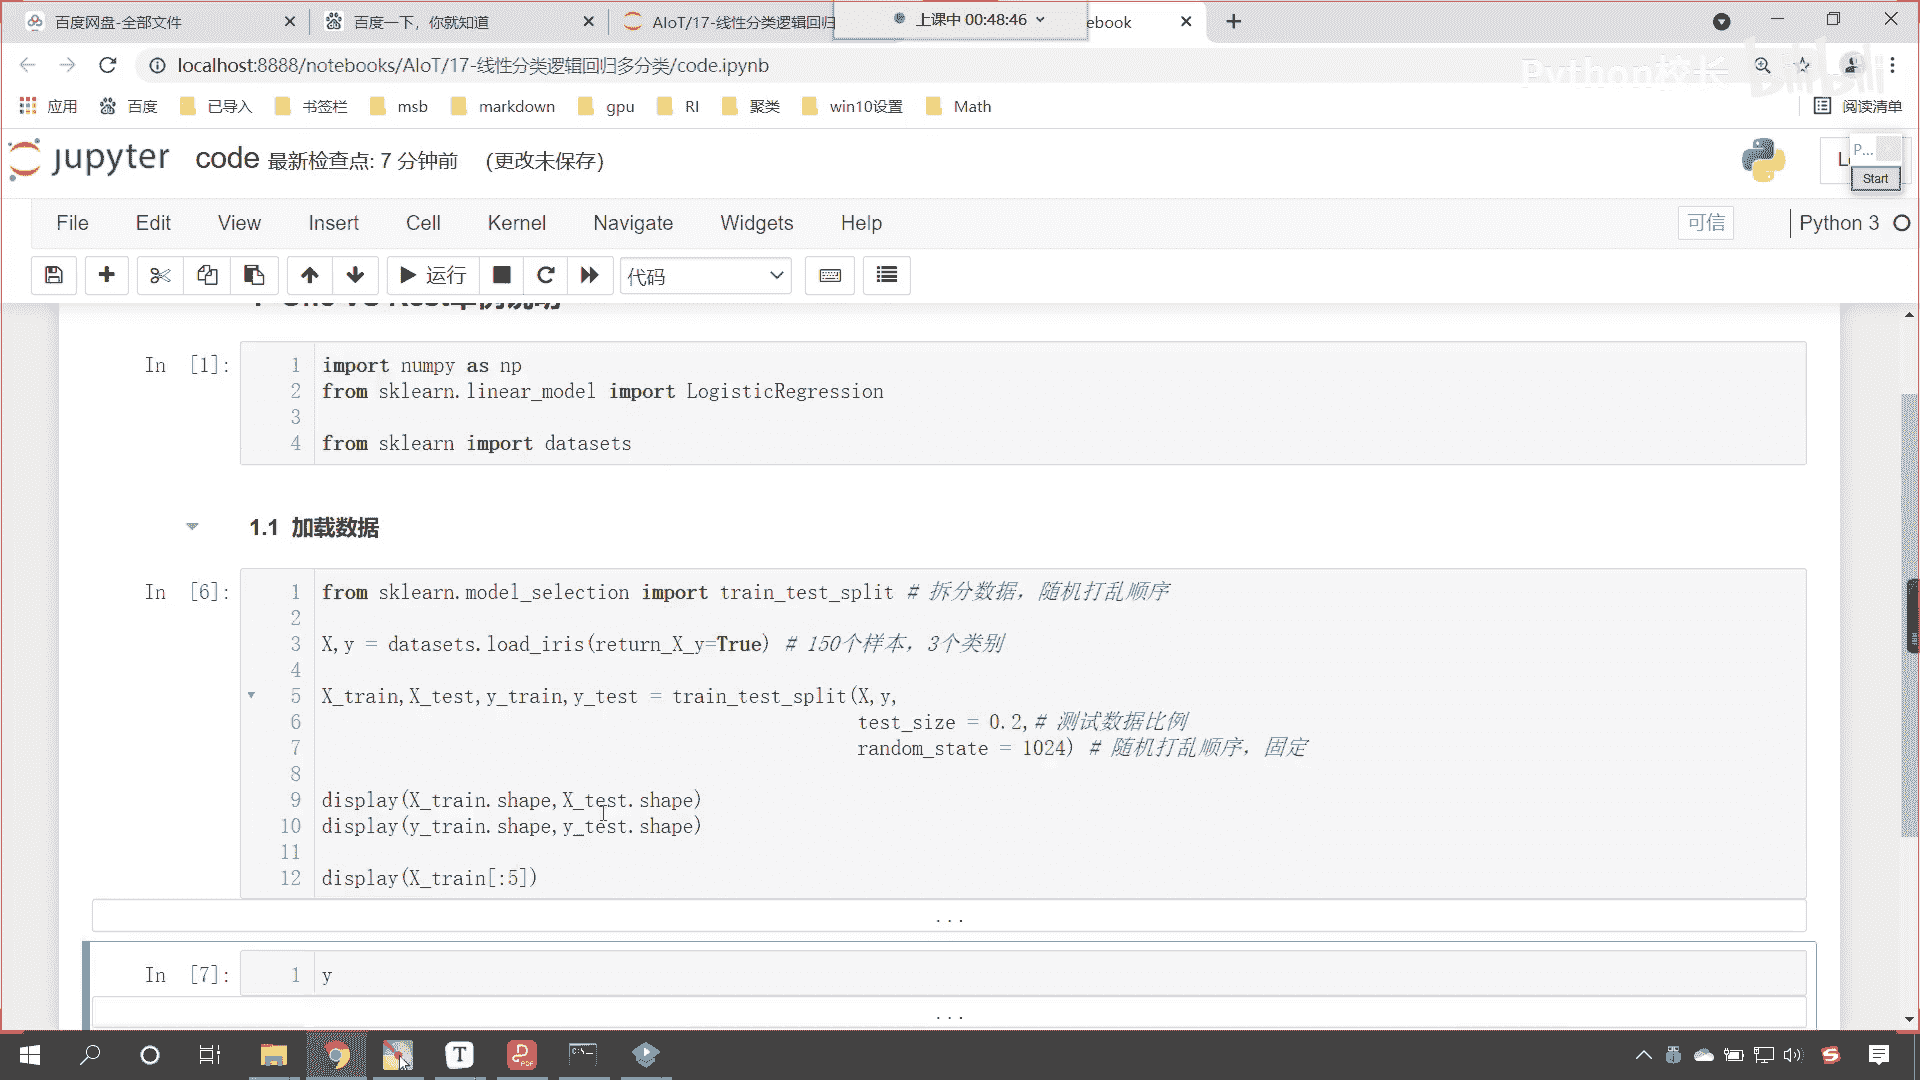 百度网盘-全部文件
百度一下，你就知道
AIoT/17-线性分类逻辑回归
上课中 00:48:46
ebook
localhost:8888/notebooks/AIoT/17-线性分类逻辑回归多分类/code.ipynb
Python校长 bilibili
应用 百度 已导入 书签栏 msb markdown gpu RI 聚类 win10设置 Math 阅读清单
jupyter code 最新检查点: 7 分钟前 (更改未保存)
P...
Start
File Edit View Insert Cell Kernel Navigate Widgets Help 可信 Python 3
运行 代码
In [1]:
1 import numpy as np
2 from sklearn.linear_model import LogisticRegression
3
4 from sklearn import datasets
1.1 加载数据
In [6]:
1 from sklearn.model_selection import train_test_split # 拆分数据，随机打乱顺序
2
3 X,y = datasets.load_iris(return_X_y=True) # 150个样本，3个类别
4
5 X_train,X_test,y_train,y_test = train_test_split(X,y,
6 test_size = 0.2,# 测试数据比例
7 random_state = 1024) # 随机打乱顺序，固定
8
9 display(X_train.shape,X_test.shape)
10 display(y_train.shape,y_test.shape)
11
12 display(X_train[:5])
...
In [7]:
1 y
...